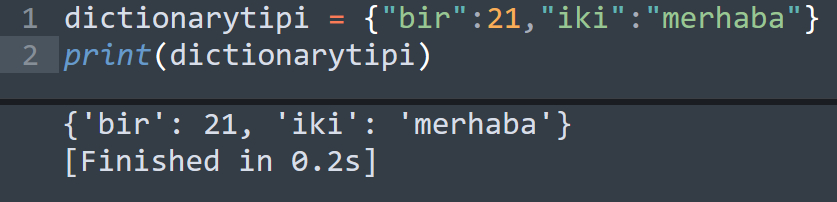 1 dictionarytipi = {"bir":21,"iki":"merhaba"}
2 print(dictionarytipi)
{'bir': 21, 'iki': 'merhaba'}
[Finished in 0.2s]